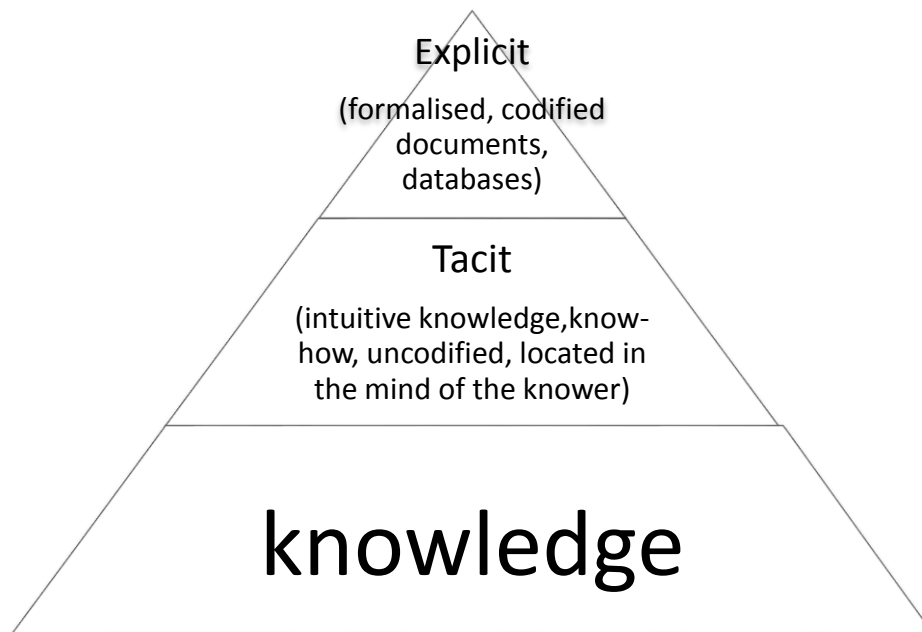 Explicit
(formalised, codified
documents,
databases)
Tacit
(intuitive knowledge,know-
how, uncodified, located in
the mind of the knower)
knowledge